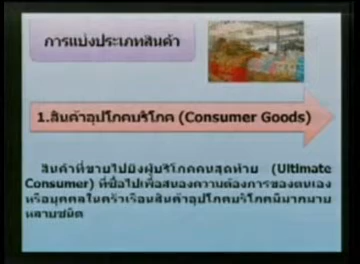 การแบ่งประเภทสินค้า
1.สินค้าอุปโภคบริโภค (Consumer Goods)
สินค้าที่ขายไปยังผู้บริโภคคนสุดท้าย (Ultimate
Consumer) ที่ซื้อไปเพื่อสนองความต้องการของตนเอง
หรือบุคคลในครัวเรือนสินค้าอุปโภคบริโภคมีมากมาย
หลายชนิด